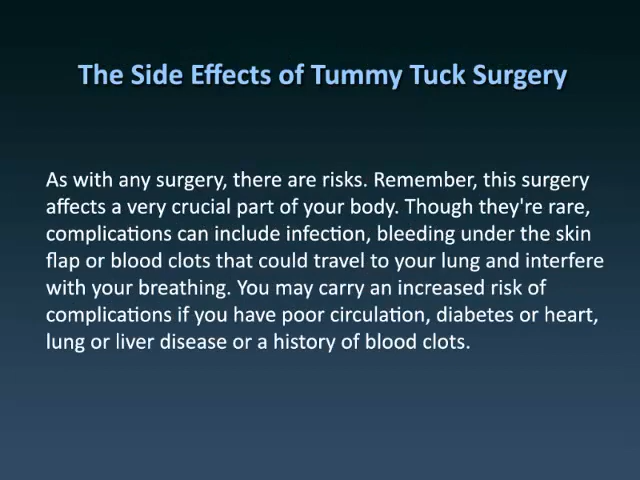 The Side Effects of Tummy Tuck Surgery
As with any surgery, there are risks. Remember, this surgery
affects a very crucial part of your body. Though they're rare,
complications can include infection, bleeding under the skin
flap or blood clots that could travel to your lung and interfere
with your breathing. You may carry an increased risk of
complications if you have poor circulation, diabetes or heart,
lung or liver disease or a history of blood clots.